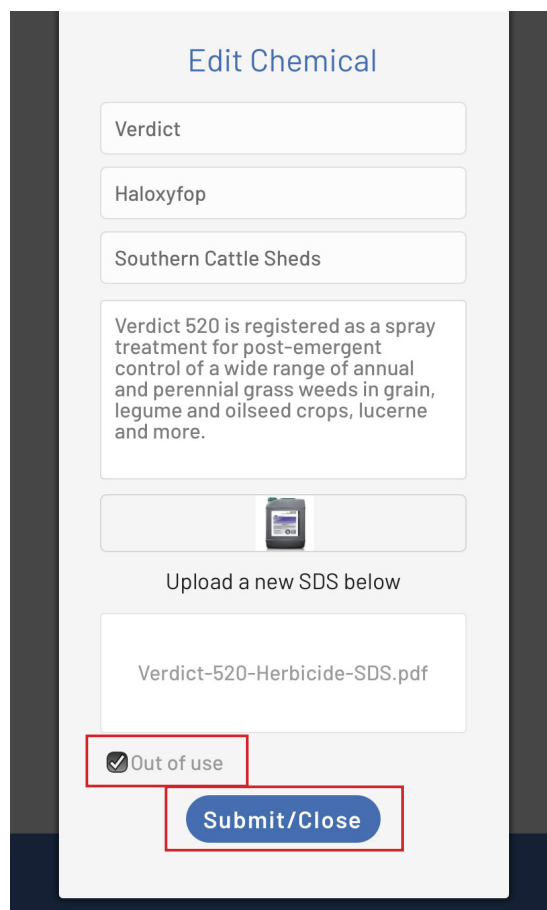 Edit Chemical
Verdict
Haloxyfop
Southern Cattle Sheds
Verdict 520 is registered as a spray
treatment for post-emergent
control of a wide range of annual
and perennial grass weeds in grain,
legume and oilseed crops, lucerne
and more.
Upload a new SDS below
Verdict-520-Herbicide-SDS.pdf
Out of use
Submit/Close